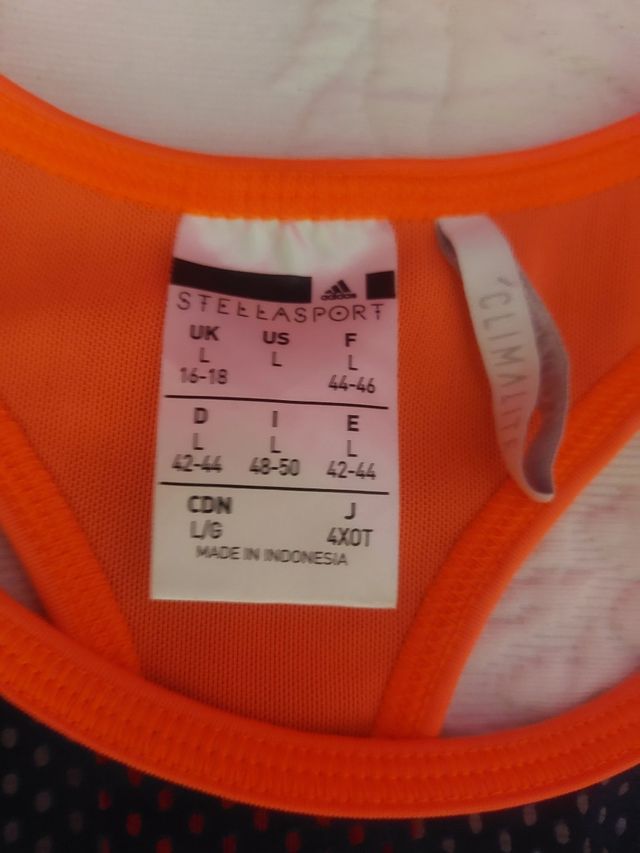 adidas
STELLASPORT
UK US F
L L L
16-18 44-46
D I E
L L L
42-44 48-50 42-44
CDN J
L/G 4XOT
MADE IN INDONESIA
CLIMALITE